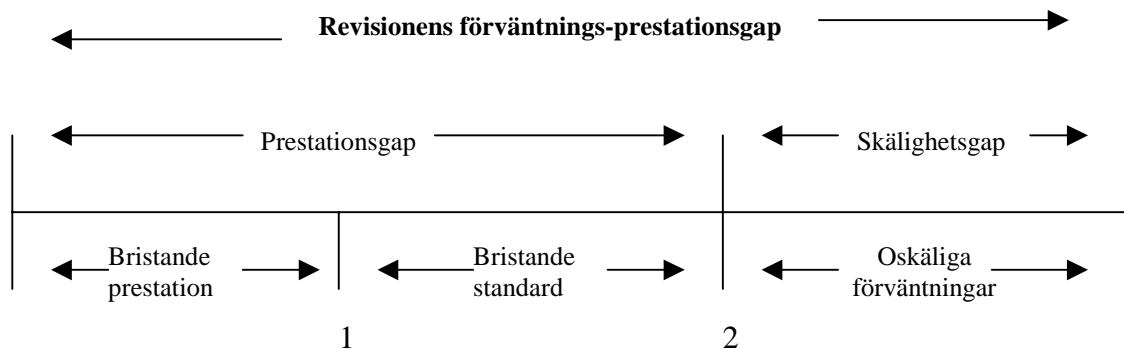 Revisionens förväntnings-prestationsgap
Prestationsgap
Skälighetsgap
Bristande
prestation
Bristande
standard
Oskäliga
förväntningar
1
2